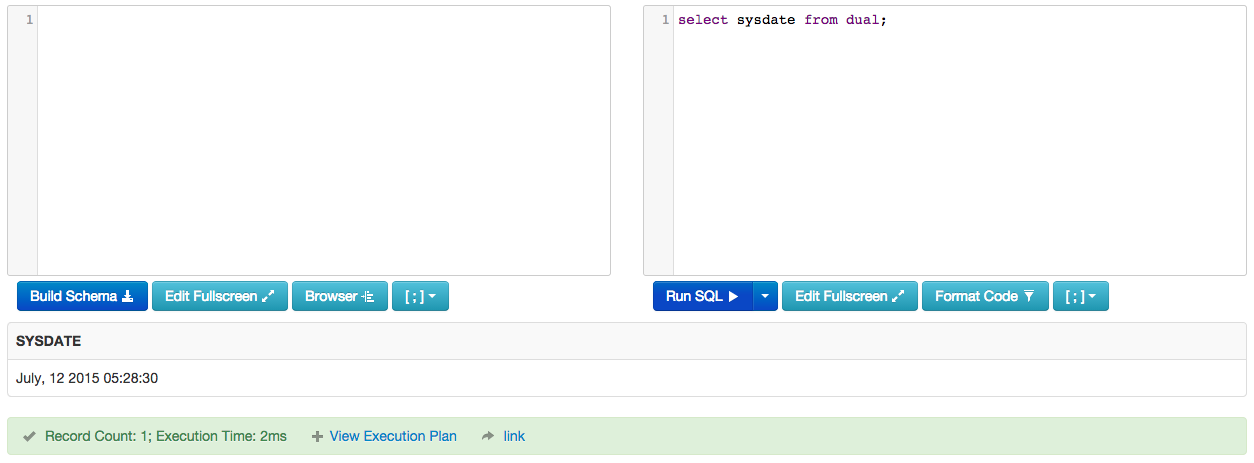 1
1 select sysdate from dual;
Build Schema Edit Fullscreen Browser [ ; ]
Run SQL Edit Fullscreen Format Code [ ; ]
SYSDATE
July, 12 2015 05:28:30
Record Count: 1; Execution Time: 2ms View Execution Plan link